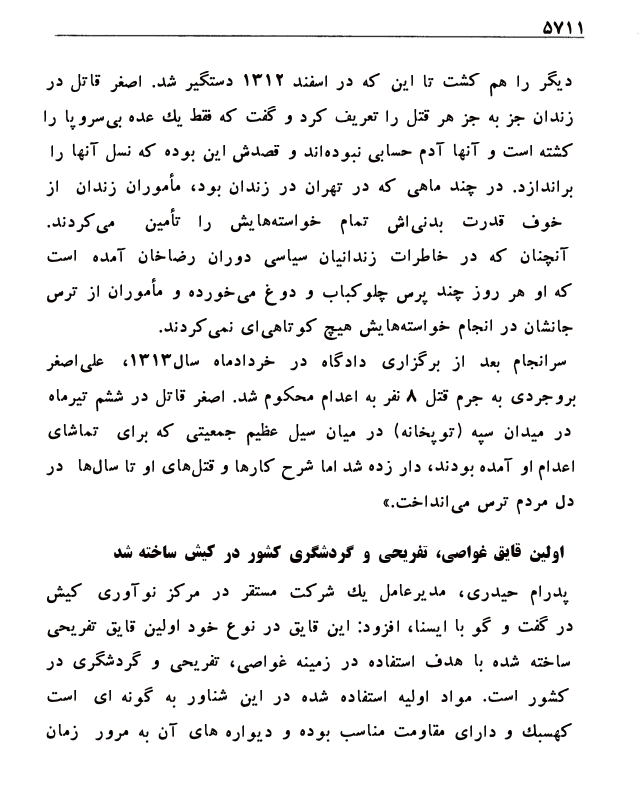 ۵۷۱۱
دیگر را هم کشت تا این که در اسفند ۱۳۱۲ دستگیر شد. اصغر قاتل در
زندان جز به جز هر قتل را تعریف کرد و گفت که فقط یك عده بی‌سروپا را
کشته است و آنها آدم حسابی نبوده‌اند و قصدش این بوده که نسل آنها را
براندازد. در چند ماهی که در تهران در زندان بود، مأموران زندان از
خوف قدرت بدنی‌اش تمام خواسته‌هایش را تأمین می‌کردند.
آنچنان که در خاطرات زندانیان سیاسی دوران رضاخان آمده است
که او هر روز چند پرس چلوکباب و دوغ می‌خورده و مأموران از ترس
جانشان در انجام خواسته‌هایش هیچ کوتاهی‌ای نمی‌کردند.
سرانجام بعد از برگزاری دادگاه در خردادماه سال۱۳۱۳، علی‌اصغر
بروجردی به جرم قتل ۸ نفر به اعدام محکوم شد. اصغر قاتل در ششم تیرماه
در میدان سپه (توپخانه) در میان سیل عظیم جمعیتی که برای تماشای
اعدام او آمده بودند، دار زده شد اما شرح کارها و قتل‌های او تا سال‌ها در
دل مردم ترس می‌انداخت.»
اولین قایق غواصی، تفریحی و گردشگری کشور در کیش ساخته شد
پدرام حیدری، مدیرعامل یك شرکت مستقر در مرکز نوآوری کیش
در گفت و گو با ایسنا، افزود: این قایق در نوع خود اولین قایق تفریحی
ساخته شده با هدف استفاده در زمینه غواصی، تفریحی و گردشگری در
کشور است. مواد اولیه استفاده شده در این شناور به گونه ای است
کهسبك و دارای مقاومت مناسب بوده و دیواره های آن به مرور زمان